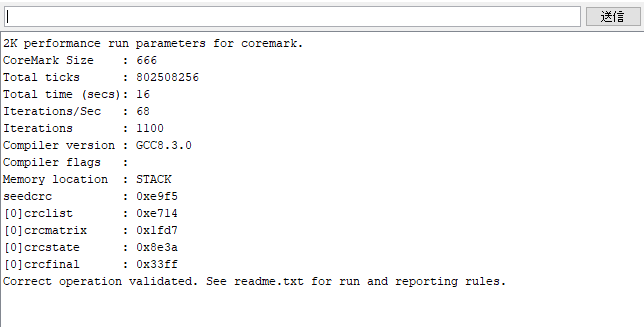 送信
2K performance run parameters for coremark.
CoreMark Size    : 666
Total ticks      : 802508256
Total time (secs): 16
Iterations/Sec   : 68
Iterations       : 1100
Compiler version : GCC8.3.0
Compiler flags   :
Memory location  : STACK
seedcrc          : 0xe9f5
[0]crclist       : 0xe714
[0]crcmatrix     : 0x1fd7
[0]crcstate      : 0x8e3a
[0]crcfinal      : 0x33ff
Correct operation validated. See readme.txt for run and reporting rules.